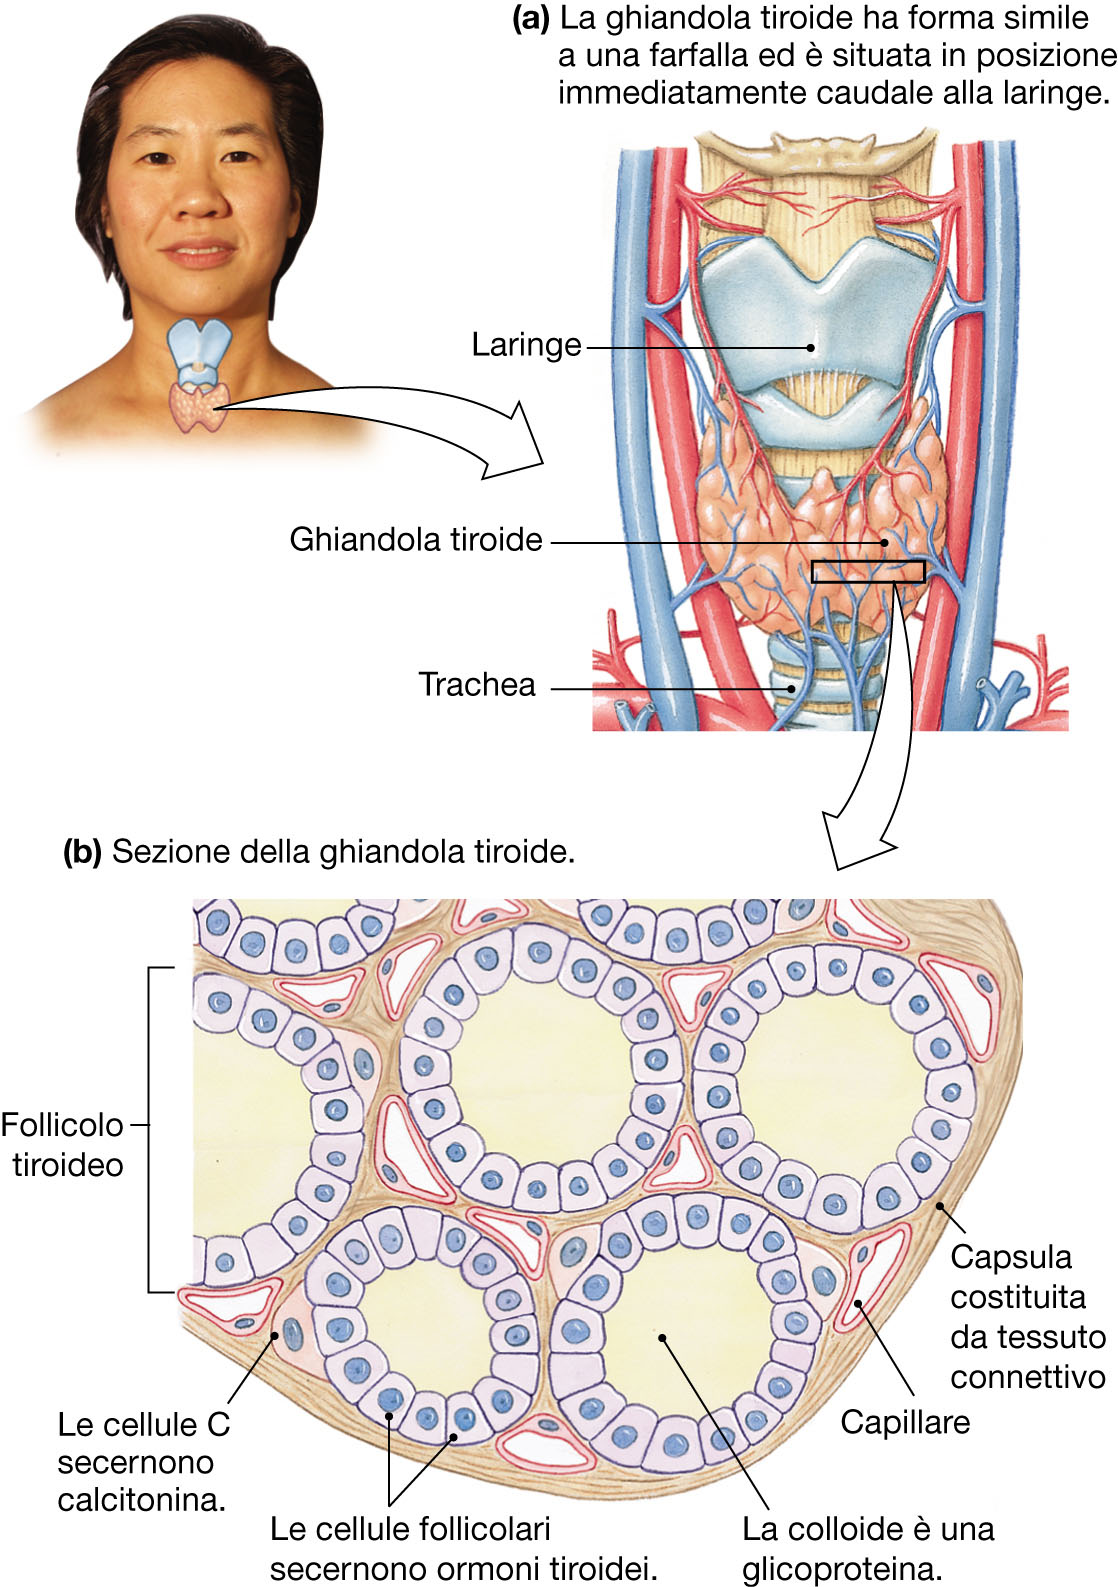 (a) La ghiandola tiroide ha forma simile
a una farfalla ed è situata in posizione
immediatamente caudale alla laringe.
Laringe
Ghiandola tiroide
Trachea
(b) Sezione della ghiandola tiroide.
Follicolo
tiroideo
Capsula
costituita
da tessuto
connettivo
Capillare
Le cellule C
secernono
calcitonina.
Le cellule follicolari
secernono ormoni tiroidei.
La colloide è una
glicoproteina.